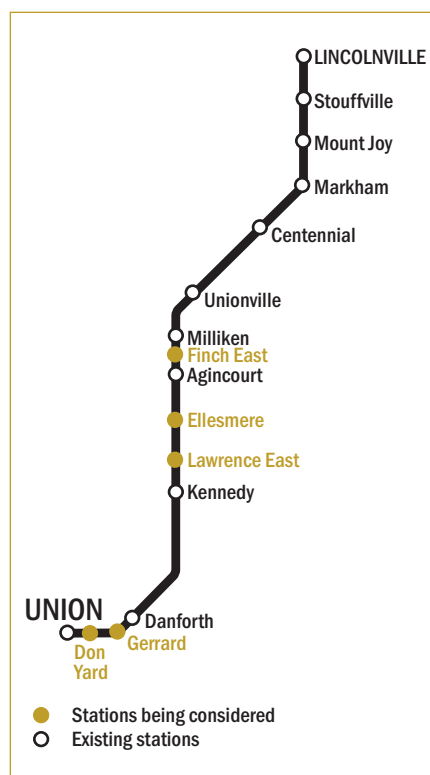 LINCOLNVILLE
Stouffville
Mount Joy
Markham
Centennial
Unionville
Milliken
Finch East
Agincourt
Ellesmere
Lawrence East
Kennedy
UNION
Danforth
Gerrard
Don
Yard
Stations being considered
Existing stations